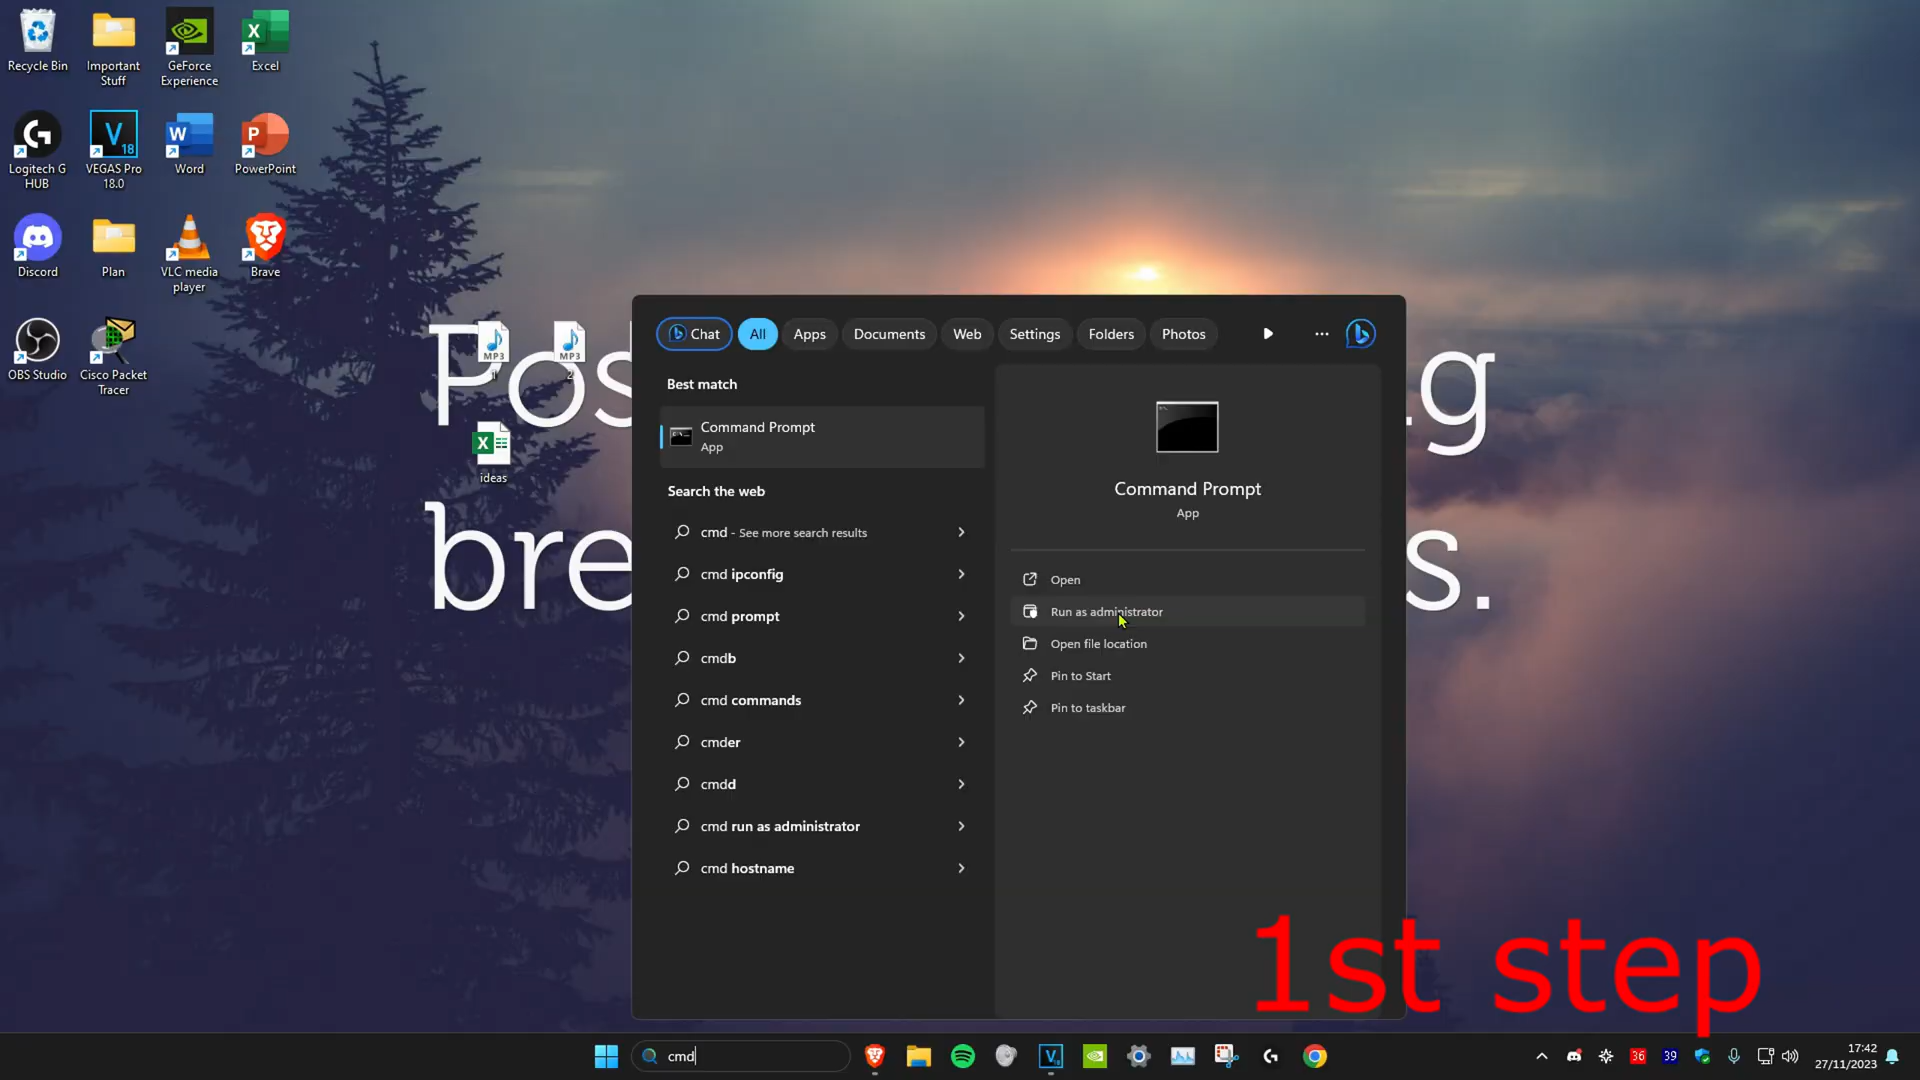 Recycle Bin
Important
Stuff
GeForce
Experience
Excel
Logitech G
HUB
VEGAS Pro
18.0
Word
PowerPoint
Discord
Plan
VLC media
player
Brave
OBS Studio
Cisco Packet
Tracer
MP3
MP3
ideas
Chat
All
Apps
Documents
Web
Settings
Folders
Photos
Best match
Command Prompt
App
Search the web
cmd - See more search results
cmd ipconfig
cmd prompt
cmdb
cmd commands
cmder
cmdd
cmd run as administrator
cmd hostname
Command Prompt
App
Open
Run as administrator
Open file location
Pin to Start
Pin to taskbar
1st step
cmd
36
39
17:42
27/11/2023